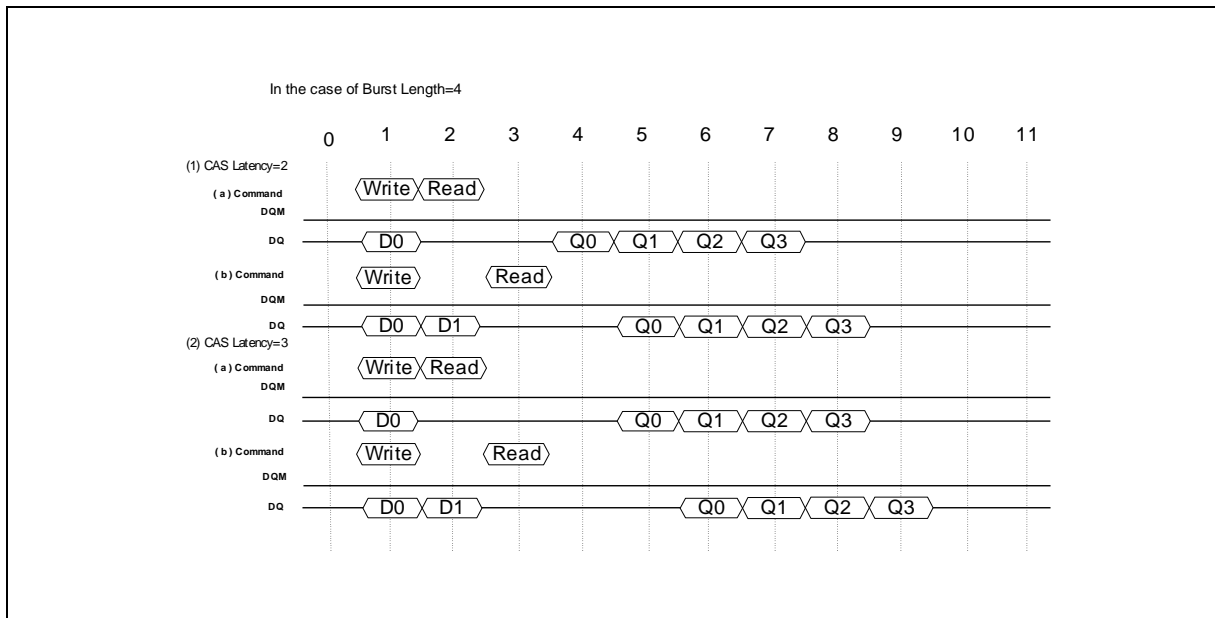 In the case of Burst Length=4
0 1 2 3 4 5 6 7 8 9 10 11
(1) CAS Latency=2
( a ) Command Write Read
DQM
DQ D0 Q0 Q1 Q2 Q3
( b ) Command Write Read
DQM
DQ D0 D1 Q0 Q1 Q2 Q3
(2) CAS Latency=3
( a ) Command Write Read
DQM
DQ D0 Q0 Q1 Q2 Q3
( b ) Command Write Read
DQM
DQ D0 D1 Q0 Q1 Q2 Q3